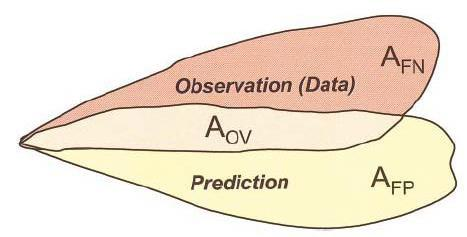 A_FN
Observation (Data)
A_OV
Prediction
A_FP